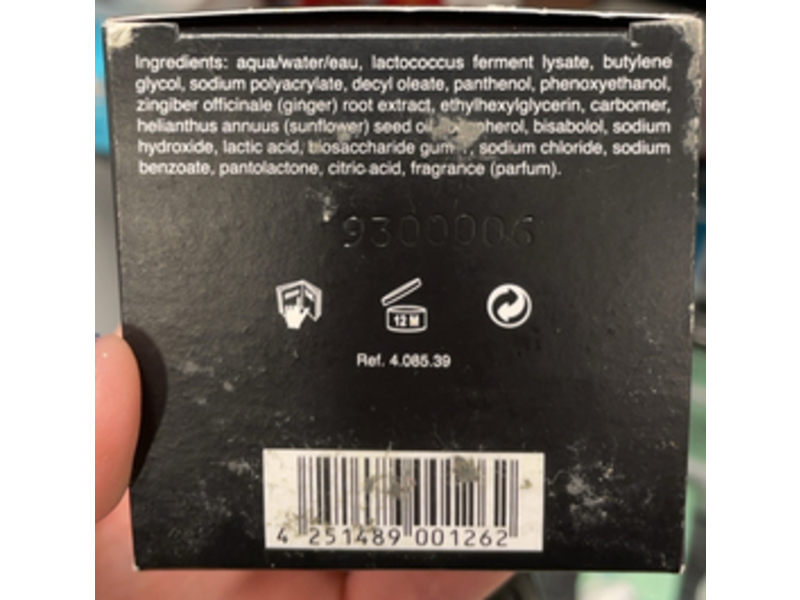 Ingredients: aqua/water/eau, lactococcus ferment lysate, butylene
glycol, sodium polyacrylate, decyl oleate, panthenol, phenoxyethanol,
zingiber officinale (ginger) root extract, ethylhexylglycerin, carbomer,
helianthus annuus (sunflower) seed oil, bisabolol, sodium
hydroxide, lactic acid, biosaccharide gum sodium chloride, sodium
benzoate, pantolactone, citric acid, fragrance (parfum).
9300006
12 M
Ref. 4.085.39
4 251489 001262